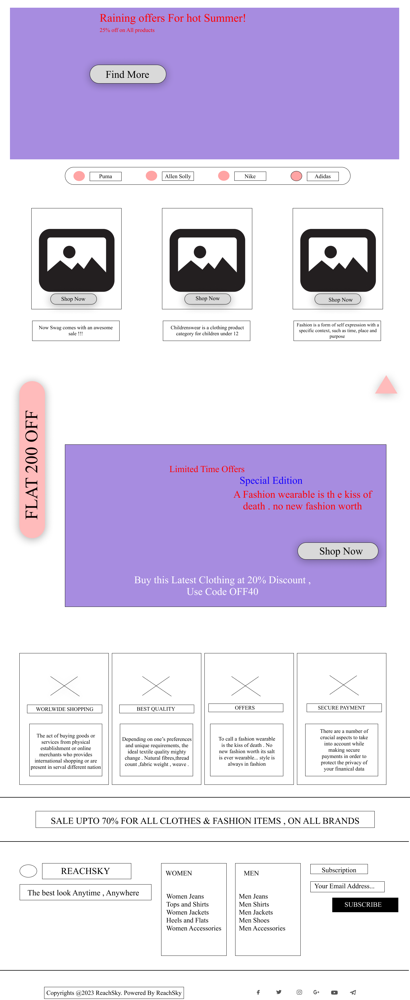 Raining offers For hot Summer!
25% off on All products
Find More
Puma
Allen Solly
Nike
Adidas
Shop Now
Shop Now
Shop Now
Now Swag comes with an awesome
sale !!!
Childrenswear is a clothing product
category for children under 12
Fashion is a form of self expression with a
specific context, such as time, place and
purpose
FLAT 200 OFF
Limited Time Offers
Special Edition
A Fashion wearable is th e kiss of
death . no new fashion worth
Shop Now
Buy this Latest Clothing at 20% Discount ,
Use Code OFF40
WORLWIDE SHOPPING
The act of buying goods or
services from physical
establishment or online
merchants who provides
international shopping or are
present in serval different nation
BEST QUALITY
Depending on one’s preferences
and unique requirements, the
ideal textile quality mighty
change . Natural fibres,thread
count ,fabric weight , weave .
OFFERS
To call a fashion wearable
is the kiss of death . No
new fashion worth its salt
is ever wearable... style is
always in fashion
SECURE PAYMENT
There are a number of
crucial aspects to take
into account while
making secure
payments in order to
protect the privacy of
your finanical data
SALE UPTO 70% FOR ALL CLOTHES & FASHION ITEMS , ON ALL BRANDS
REACHSKY
The best look Anytime , Anywhere
WOMEN
Women Jeans
Tops and Shirts
Women Jackets
Heels and Flats
Women Accessories
MEN
Men Jeans
Men Shirts
Men Jackets
Men Shoes
Men Accessories
Subscription
Your Email Address...
SUBSCRIBE
Copyrights @2023 ReachSky. Powered By ReachSky